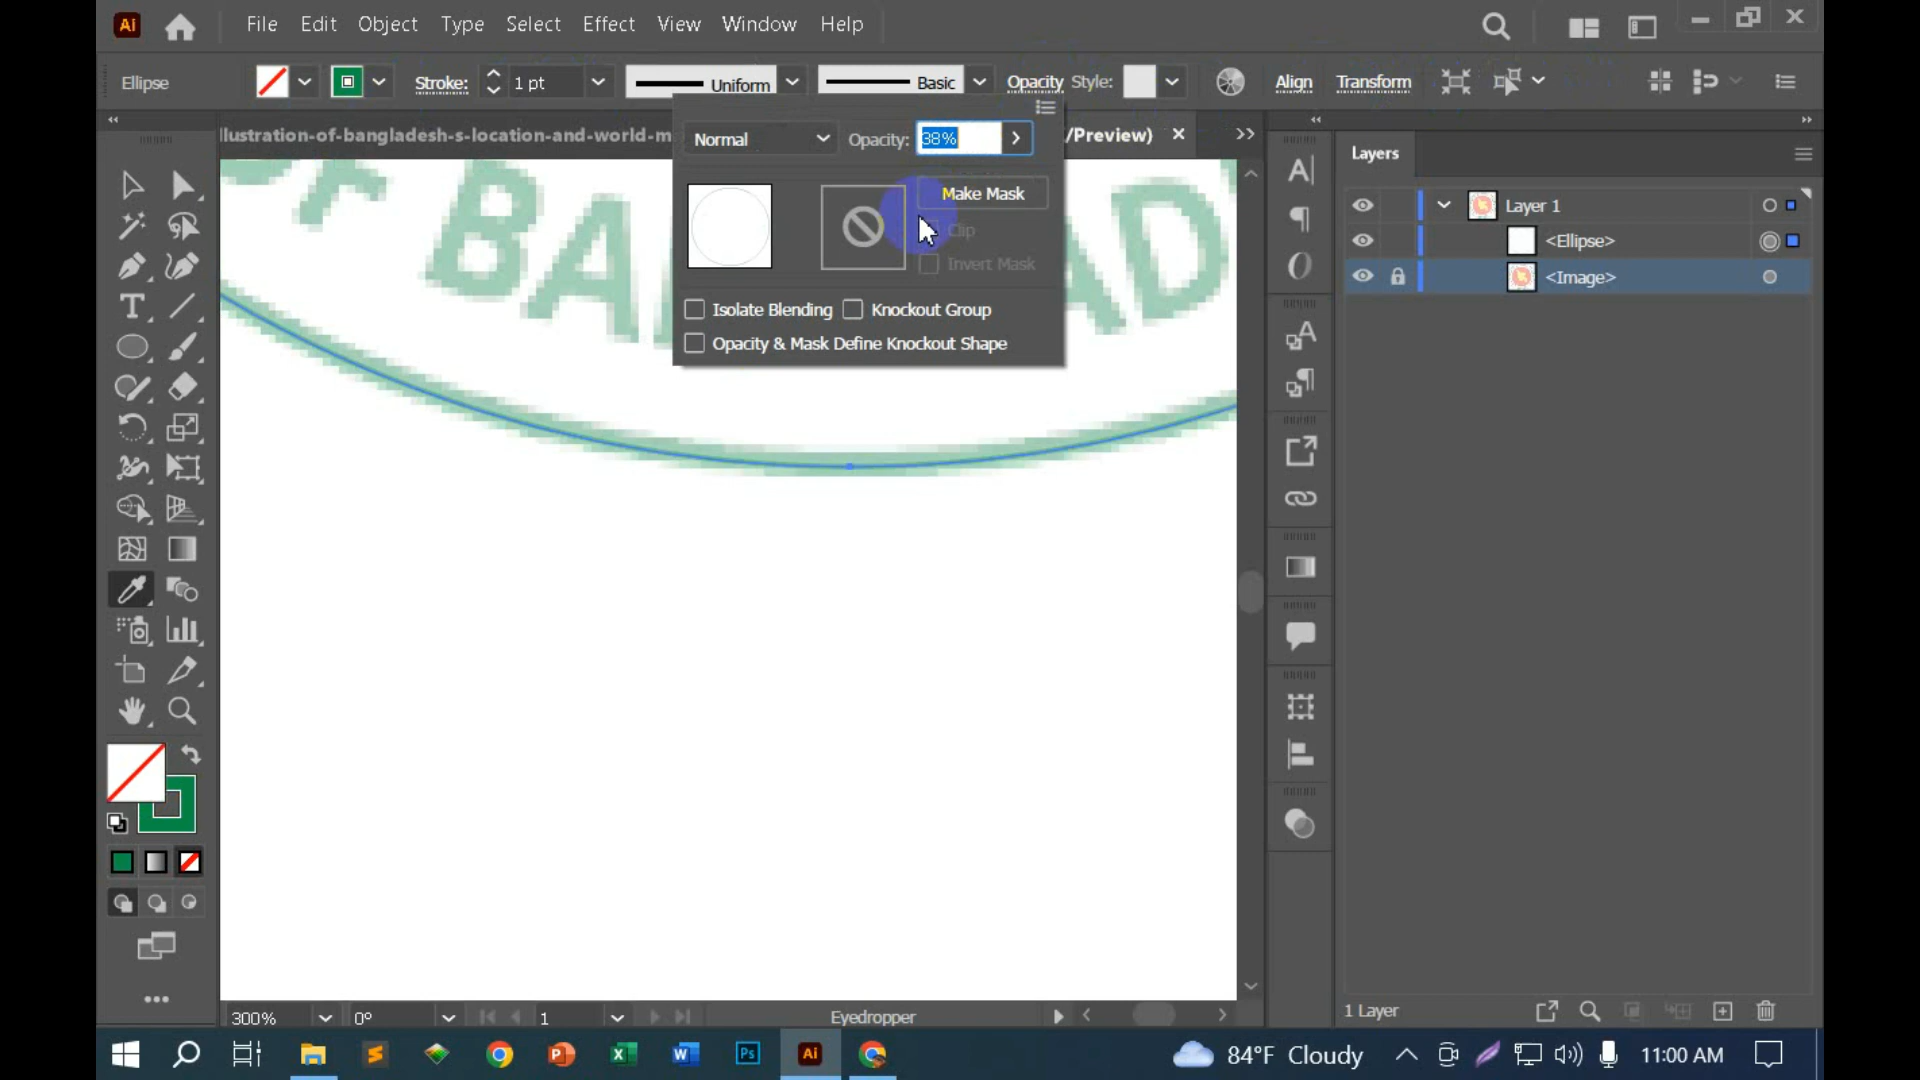 Ai File Edit Object Type Select Effect View Window Help
Ellipse Stroke: 1 pt Uniform Basic Opacity Style: Align Transform
llustration-of-bangladesh-s-location-and-world-m /Preview)
Normal Opacity: 38%
Make Mask
Clip
Invert Mask
Isolate Blending Knockout Group
Opacity & Mask Define Knockout Shape
Layers
Layer 1
<Ellipse>
<Image>
1 Layer
300% 0° 1 Eyedropper
Ps Ai 84°F Cloudy 11:00 AM